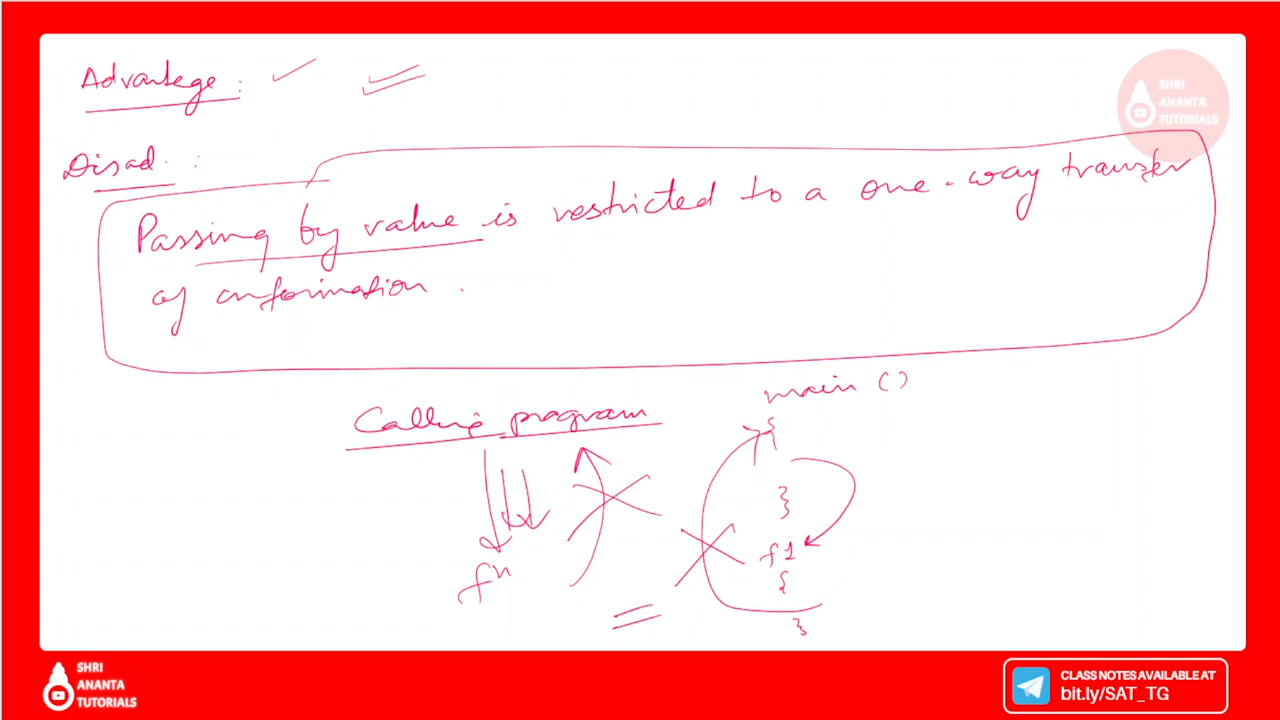 Advantege :
SHRI
ANANTA
TUTORIALS
Disad. :
Passing by value is restricted to a one-way transfer
of information.
main ()
Calling program
{
}
fn
f1
{
}
SHRI
ANANTA
TUTORIALS
CLASS NOTES AVAILABLE AT
bit.ly/SAT_TG